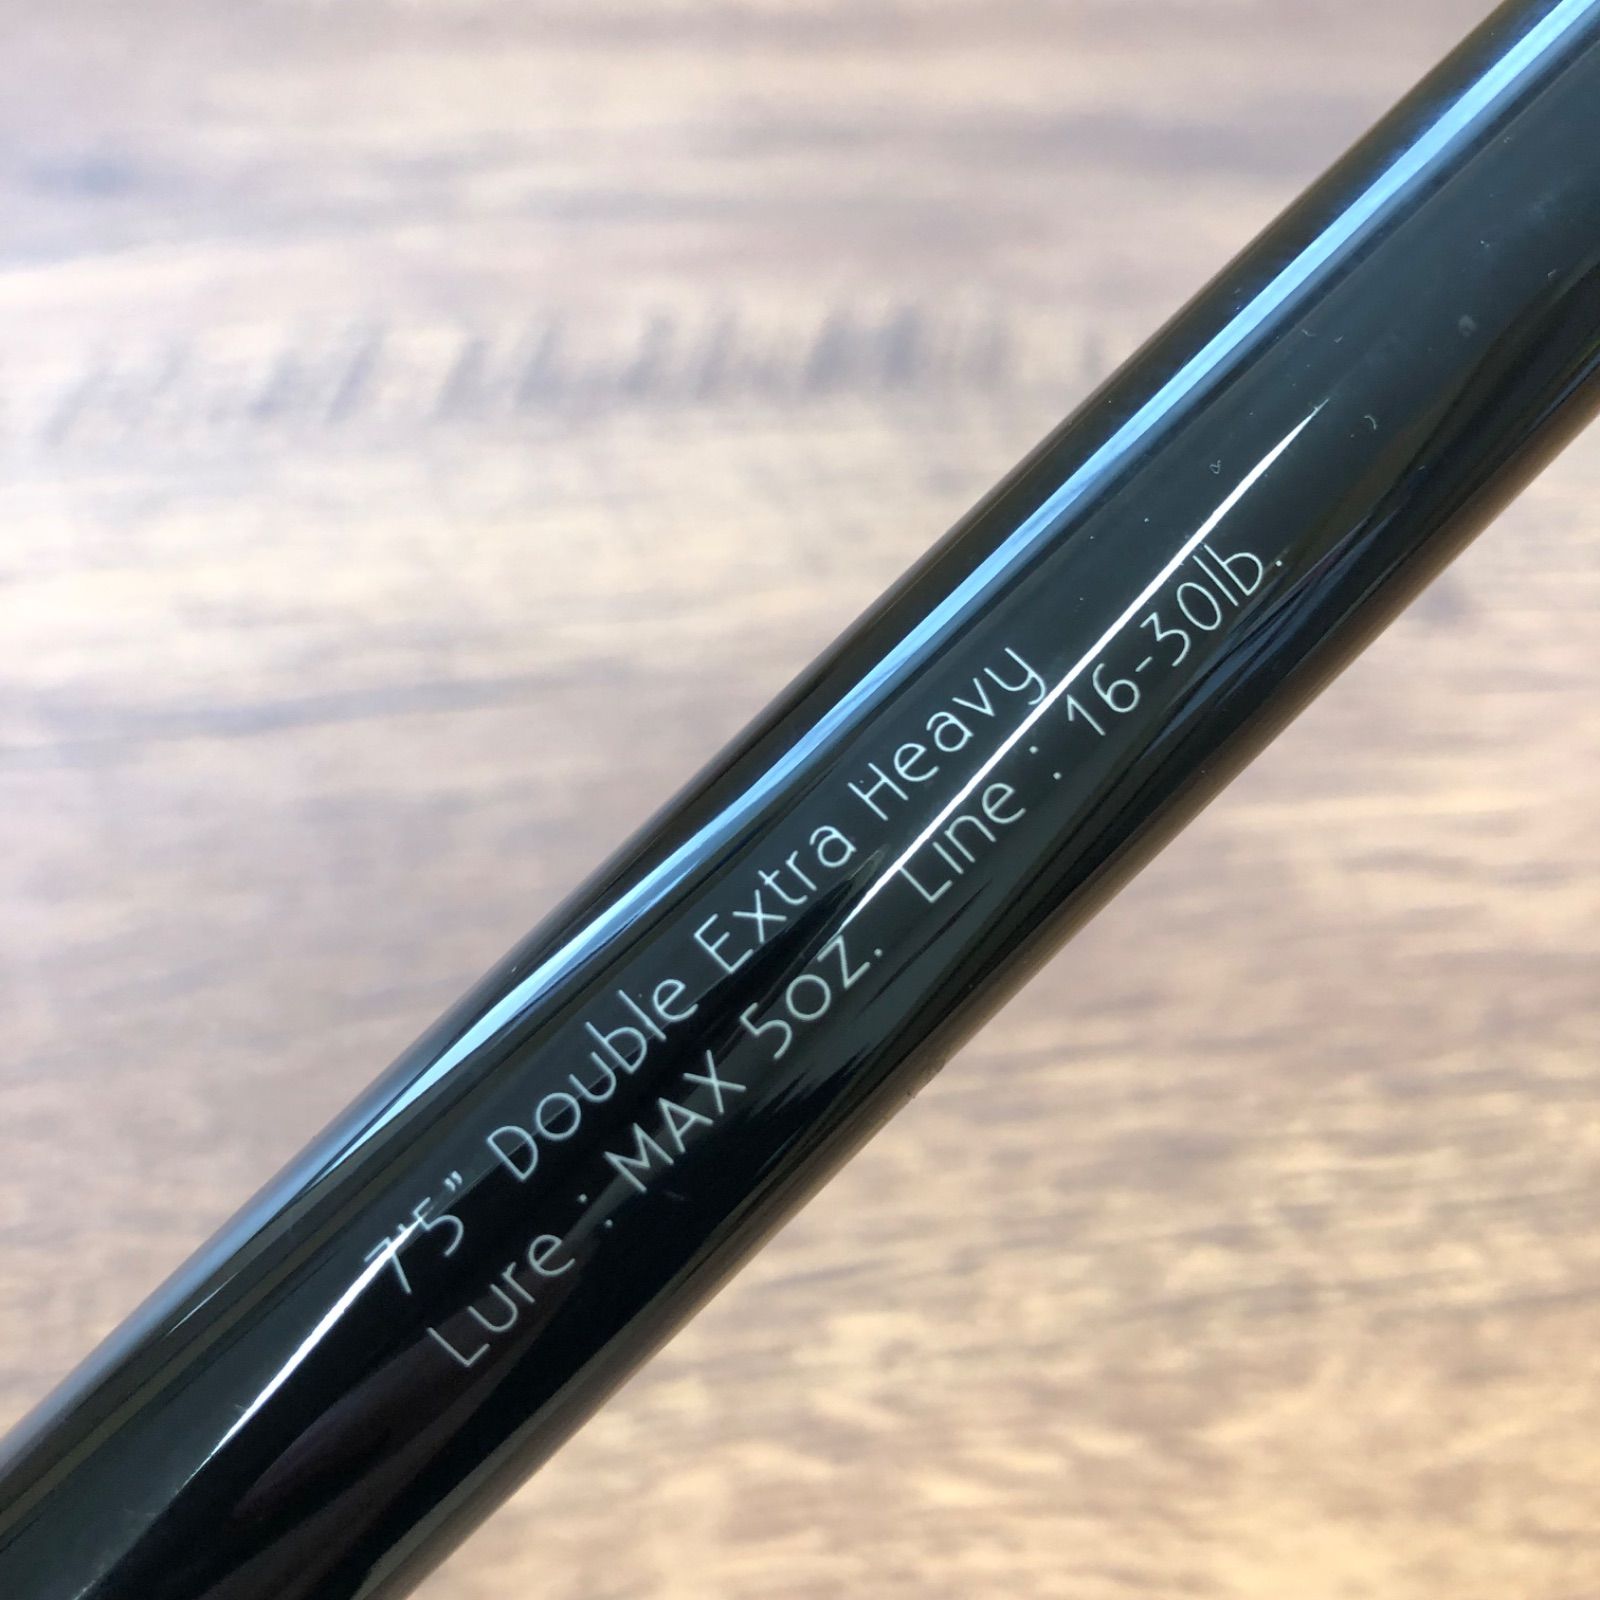 7'5" Double Extra Heavy
Lure : MAX 5oz. Line : 16-30lb.